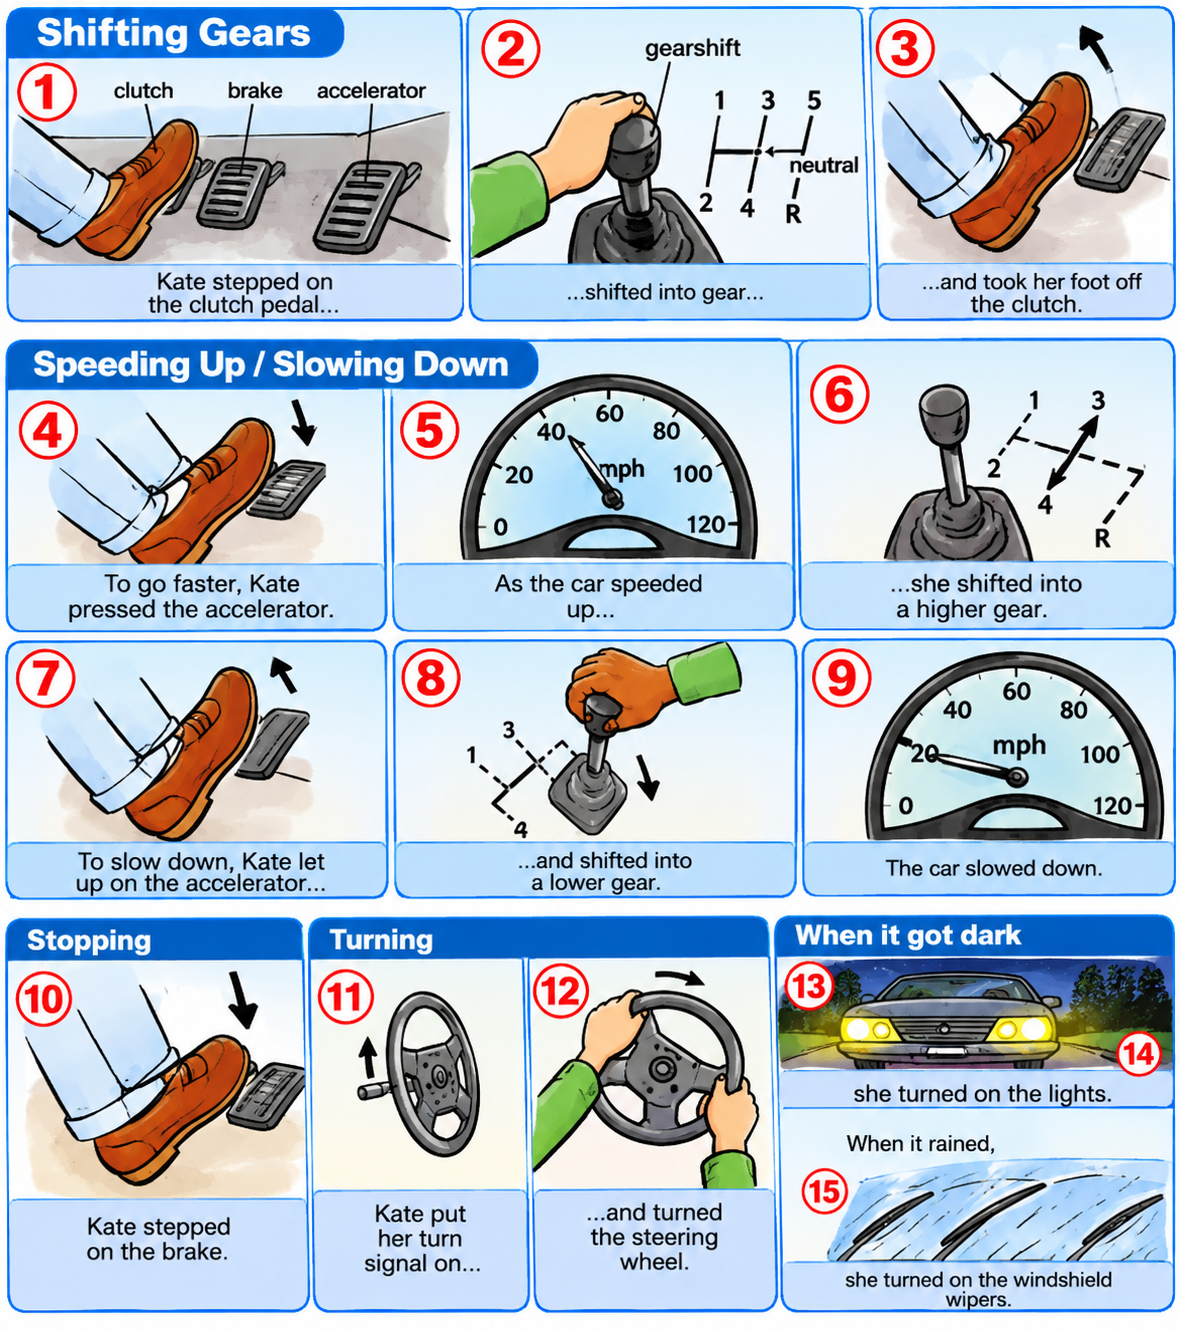 Shifting Gears
1
clutch
brake
accelerator
Kate stepped on
the clutch pedal...
2
gearshift
1 3 5
neutral
2 4 R
...shifted into gear...
3
...and took her foot off
the clutch.
Speeding Up / Slowing Down
4
To go faster, Kate
pressed the accelerator.
5
0 20 40 60 80 100 120
mph
As the car speeded
up...
6
1 3
2 4 R
...she shifted into
a higher gear.
7
To slow down, Kate let
up on the accelerator...
8
3
1
4
...and shifted into
a lower gear.
9
0 20 40 60 80 100 120
mph
The car slowed down.
Stopping
10
Kate stepped
on the brake.
Turning
11
Kate put
her turn
signal on...
12
...and turned
the steering
wheel.
When it got dark
13
14
she turned on the lights.
When it rained,
15
she turned on the windshield
wipers.